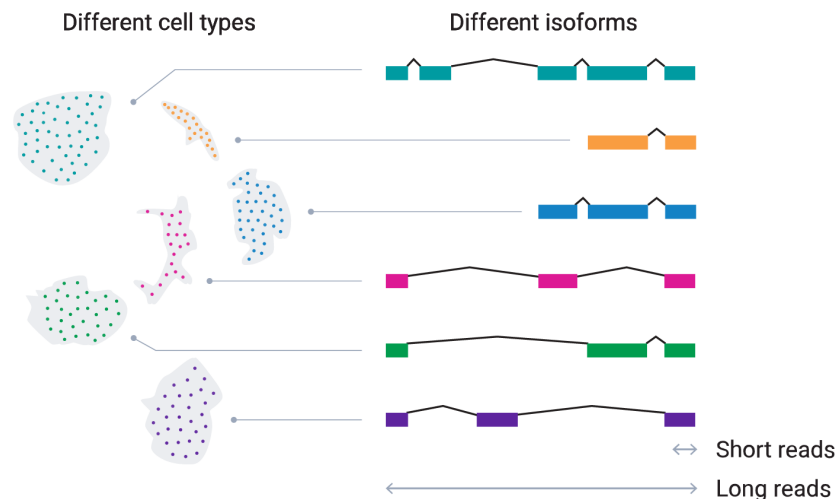 Different cell types
Different isoforms
Short reads
Long reads